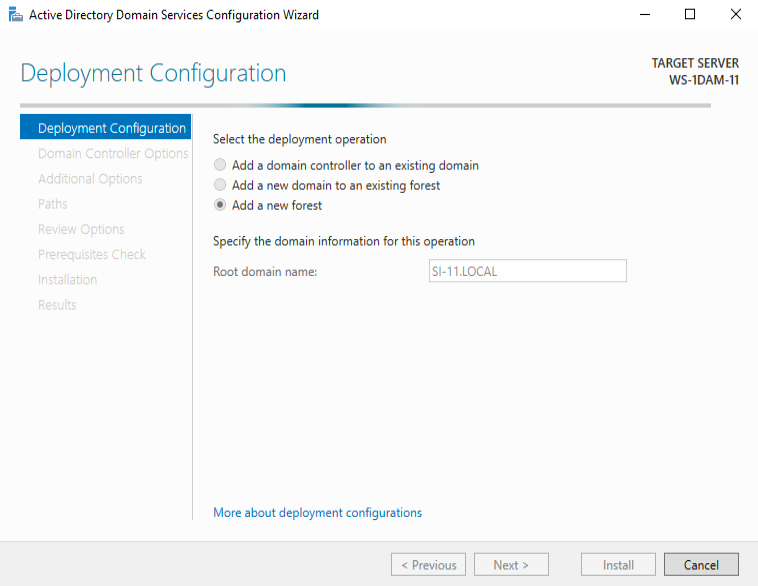 Active Directory Domain Services Configuration Wizard
Deployment Configuration
TARGET SERVER
WS-1DAM-11
Deployment Configuration
Domain Controller Options
Additional Options
Paths
Review Options
Prerequisites Check
Installation
Results
Select the deployment operation
Add a domain controller to an existing domain
Add a new domain to an existing forest
Add a new forest
Specify the domain information for this operation
Root domain name:
SI-11.LOCAL
More about deployment configurations
< Previous
Next >
Install
Cancel